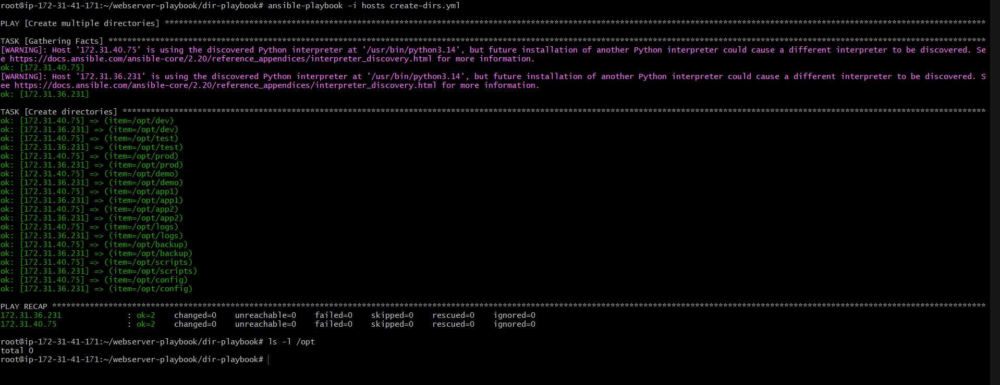 root@ip-172-31-41-171:~/webserver-playbook/dir-playbook# ansible-playbook -i hosts create-dirs.yml
PLAY [Create multiple directories] *******************************************************************************************************************************************************************************
TASK [Gathering Facts] *******************************************************************************************************************************************************************************************
[WARNING]: Host '172.31.40.75' is using the discovered Python interpreter at '/usr/bin/python3.14', but future installation of another Python interpreter could cause a different interpreter to be discovered. Se
e https://docs.ansible.com/ansible-core/2.20/reference_appendices/interpreter_discovery.html for more information.
ok: [172.31.40.75]
[WARNING]: Host '172.31.36.231' is using the discovered Python interpreter at '/usr/bin/python3.14', but future installation of another Python interpreter could cause a different interpreter to be discovered. S
ee https://docs.ansible.com/ansible-core/2.20/reference_appendices/interpreter_discovery.html for more information.
ok: [172.31.36.231]
TASK [Create directories] ****************************************************************************************************************************************************************************************
ok: [172.31.40.75] => (item=/opt/dev)
ok: [172.31.36.231] => (item=/opt/dev)
ok: [172.31.40.75] => (item=/opt/test)
ok: [172.31.36.231] => (item=/opt/test)
ok: [172.31.40.75] => (item=/opt/prod)
ok: [172.31.36.231] => (item=/opt/prod)
ok: [172.31.40.75] => (item=/opt/demo)
ok: [172.31.36.231] => (item=/opt/demo)
ok: [172.31.40.75] => (item=/opt/app1)
ok: [172.31.36.231] => (item=/opt/app1)
ok: [172.31.40.75] => (item=/opt/app2)
ok: [172.31.36.231] => (item=/opt/app2)
ok: [172.31.40.75] => (item=/opt/logs)
ok: [172.31.36.231] => (item=/opt/logs)
ok: [172.31.40.75] => (item=/opt/backup)
ok: [172.31.36.231] => (item=/opt/backup)
ok: [172.31.40.75] => (item=/opt/scripts)
ok: [172.31.36.231] => (item=/opt/scripts)
ok: [172.31.40.75] => (item=/opt/config)
ok: [172.31.36.231] => (item=/opt/config)
PLAY RECAP *******************************************************************************************************************************************************************************************************
172.31.36.231              : ok=2    changed=0    unreachable=0    failed=0    skipped=0    rescued=0    ignored=0
172.31.40.75               : ok=2    changed=0    unreachable=0    failed=0    skipped=0    rescued=0    ignored=0
root@ip-172-31-41-171:~/webserver-playbook/dir-playbook# ls -l /opt
total 0
root@ip-172-31-41-171:~/webserver-playbook/dir-playbook#